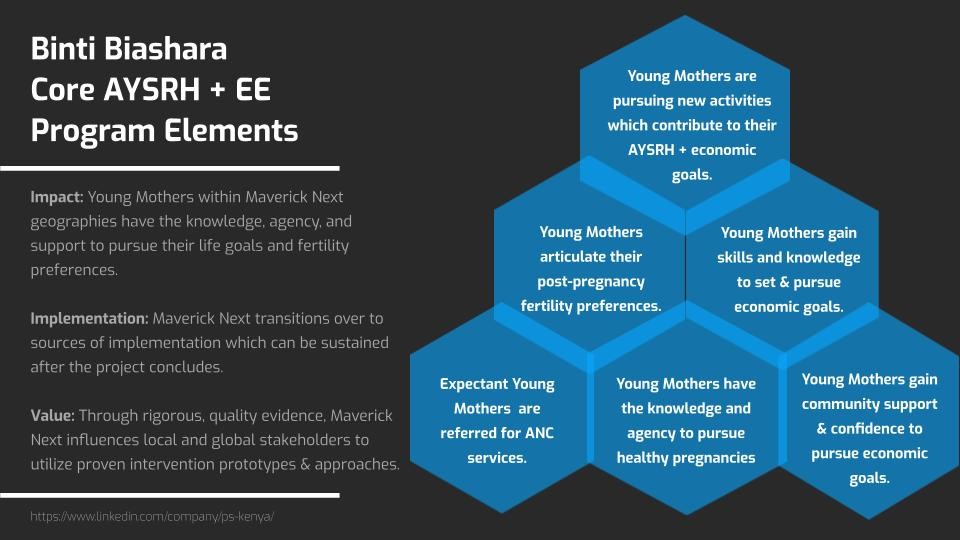 Binti Biashara
Core AYSRH + EE
Program Elements
Impact: Young Mothers within Maverick Next
geographies have the knowledge, agency, and
support to pursue their life goals and fertility
preferences.
Implementation: Maverick Next transitions over to
sources of implementation which can be sustained
after the project concludes.
Value: Through rigorous, quality evidence, Maverick
Next influences local and global stakeholders to
utilize proven intervention prototypes & approaches.
https://www.linkedin.com/company/ps-kenya/
Young Mothers are
pursuing new activities
which contribute to their
AYSRH + economic
goals.
Young Mothers
articulate their
post-pregnancy
fertility preferences.
Young Mothers gain
skills and knowledge
to set & pursue
economic goals.
Expectant Young
Mothers are
referred for ANC
services.
Young Mothers have
the knowledge and
agency to pursue
healthy pregnancies
Young Mothers gain
community support
& confidence to
pursue economic
goals.